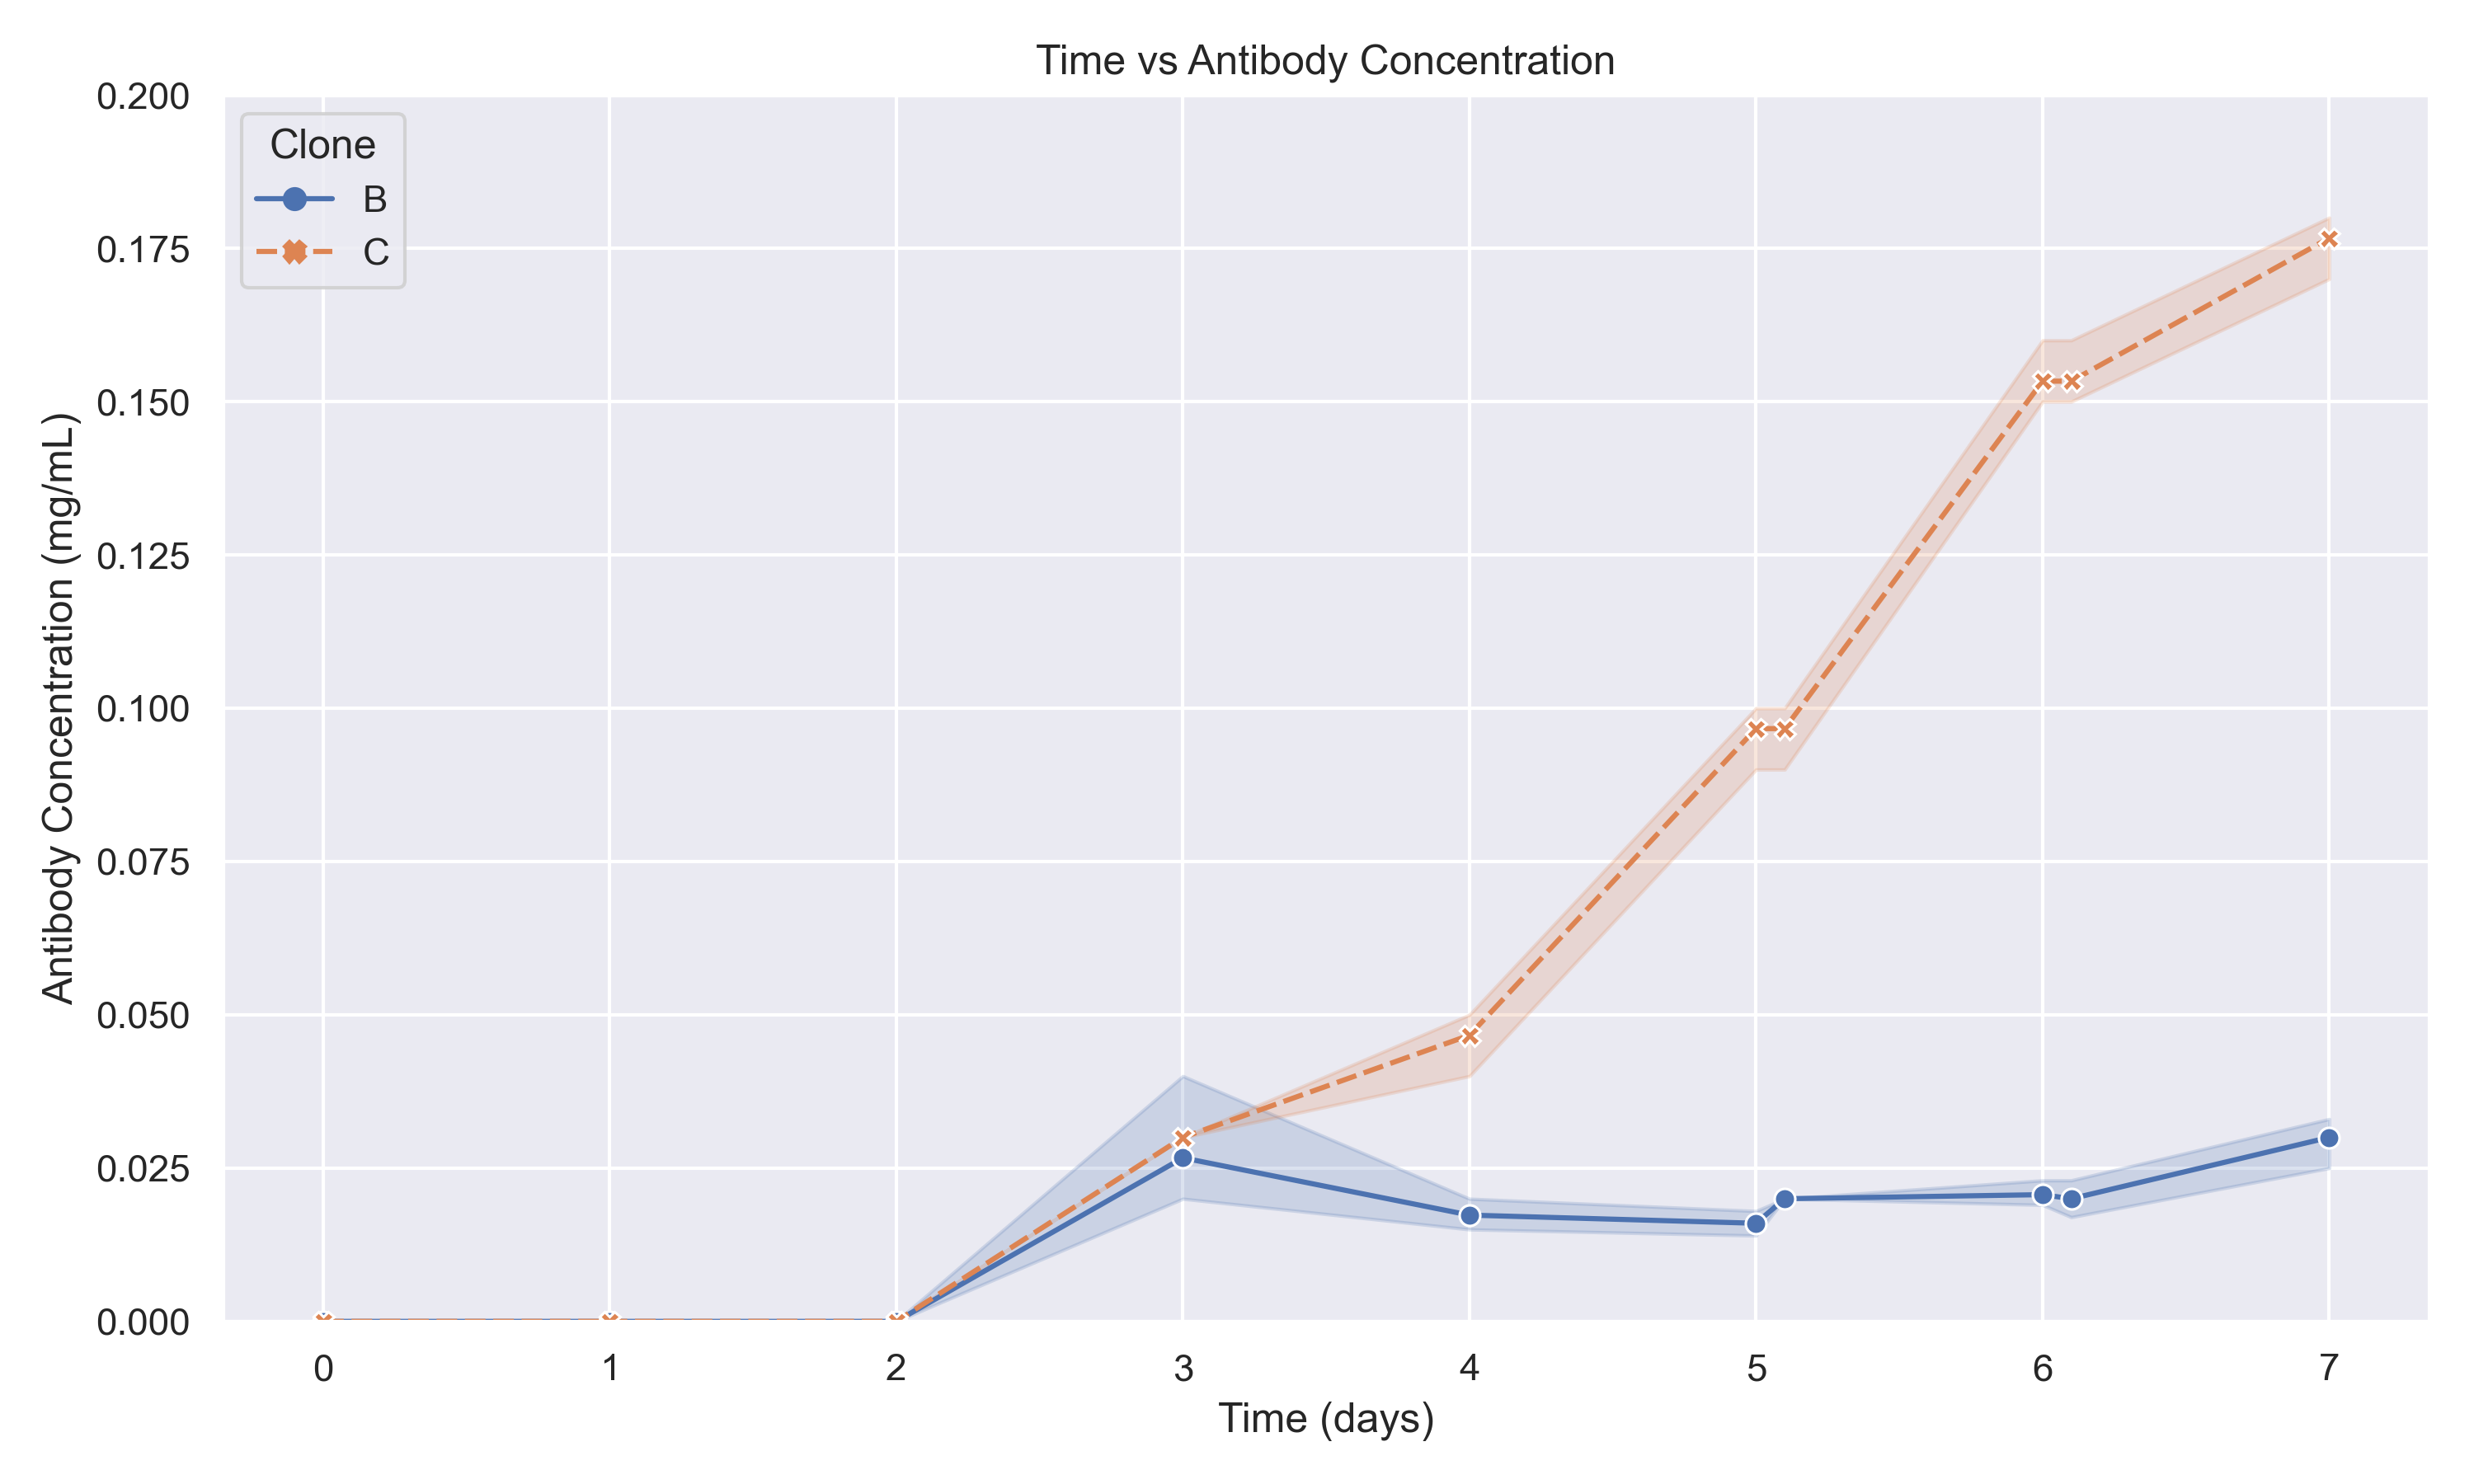 Time vs Antibody Concentration
Clone
B
C
Antibody Concentration (mg/mL)
0.200
0.175
0.150
0.125
0.100
0.075
0.050
0.025
0.000
0 1 2 3 4 5 6 7
Time (days)